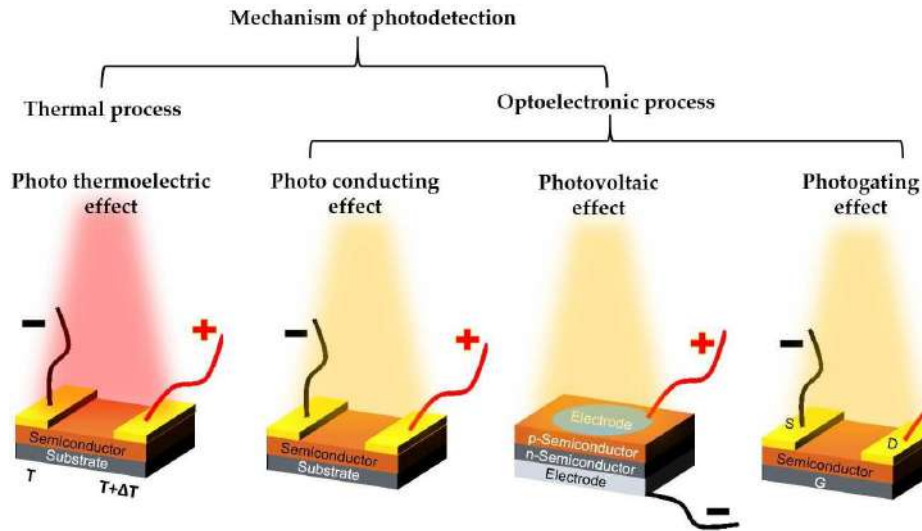 Mechanism of photodetection
Thermal process
Optoelectronic process
Photo thermoelectric
effect
Photo conducting
effect
Photovoltaic
effect
Photogating
effect
−
+
Semiconductor
Substrate
T
T+ΔT
−
+
Semiconductor
Substrate
+
Electrode
p-Semiconductor
n-Semiconductor
Electrode
−
−
S
D
Semiconductor
G